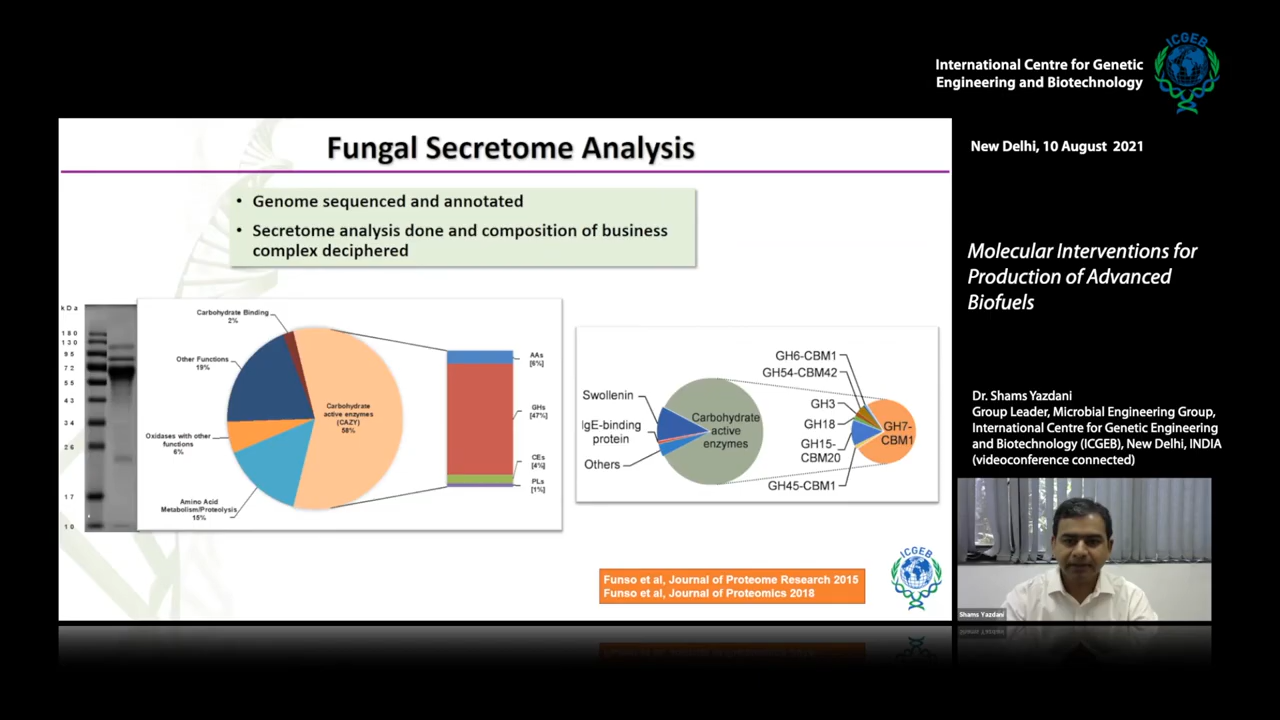 ICGEB
International Centre for Genetic
Engineering and Biotechnology
New Delhi, 10 August 2021
Molecular Interventions for
Production of Advanced
Biofuels
Dr. Shams Yazdani
Group Leader, Microbial Engineering Group,
International Centre for Genetic Engineering
and Biotechnology (ICGEB), New Delhi, INDIA
(videoconference connected)
Shams Yazdani
Fungal Secretome Analysis
• Genome sequenced and annotated
• Secretome analysis done and composition of business
complex deciphered
kDa
180
130
95
72
55
43
34
26
17
10
Carbohydrate Binding
2%
Other Functions
19%
Oxidases with other
functions
6%
Amino Acid
Metabolism/Proteolysis
15%
Carbohydrate
active enzymes
(CAZY)
58%
AAs
[6%]
GHs
[47%]
CEs
[4%]
PLs
[1%]
Swollenin
IgE-binding
protein
Others
Carbohydrate
active
enzymes
GH6-CBM1
GH54-CBM42
GH3
GH18
GH15-
CBM20
GH45-CBM1
GH7-
CBM1
Funso et al, Journal of Proteome Research 2015
Funso et al, Journal of Proteomics 2018
ICGEB